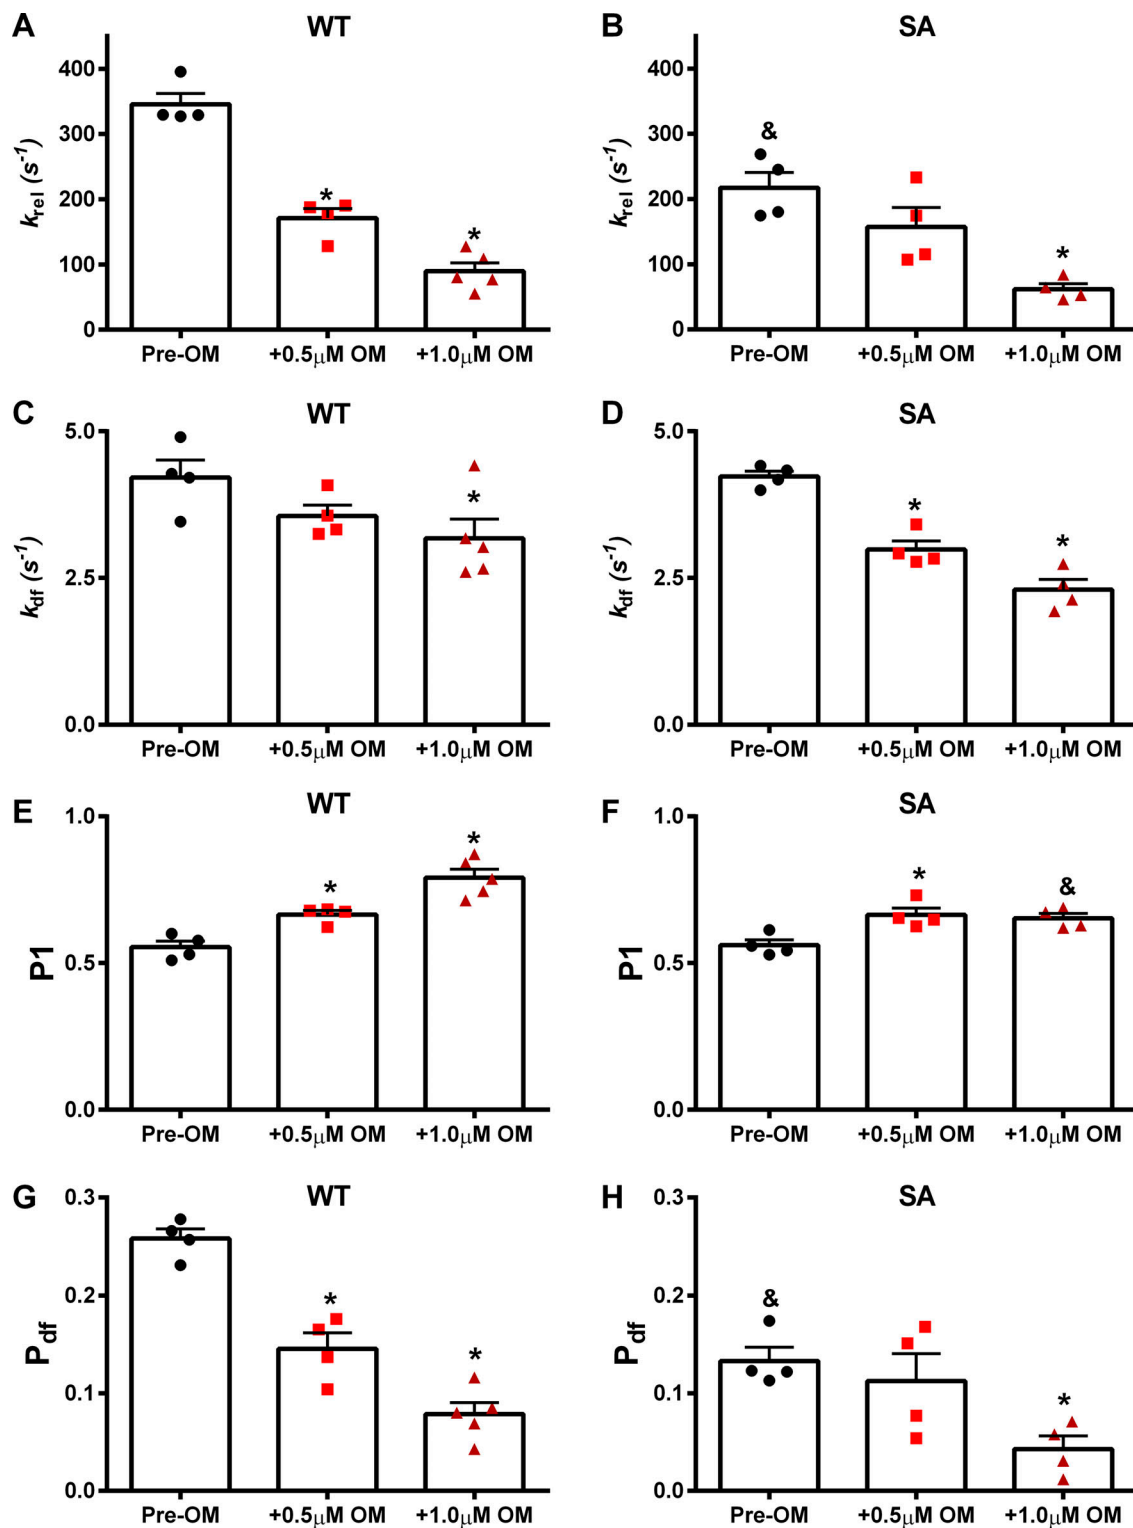 A WT
400
300
200
100
0
k rel (s-1)
*
*
Pre-OM +0.5μM OM +1.0μM OM
B SA
400
300
200
100
0
k rel (s-1)
&
*
Pre-OM +0.5μM OM +1.0μM OM
C WT
5.0
2.5
0.0
k df (s-1)
*
Pre-OM +0.5μM OM +1.0μM OM
D SA
5.0
2.5
0.0
k df (s-1)
*
*
Pre-OM +0.5μM OM +1.0μM OM
E WT
1.0
0.5
0.0
P1
*
*
Pre-OM +0.5μM OM +1.0μM OM
F SA
1.0
0.5
0.0
P1
*
&
Pre-OM +0.5μM OM +1.0μM OM
G WT
0.3
0.2
0.1
0.0
P df
*
*
Pre-OM +0.5μM OM +1.0μM OM
H SA
0.3
0.2
0.1
0.0
P df
&
*
Pre-OM +0.5μM OM +1.0μM OM